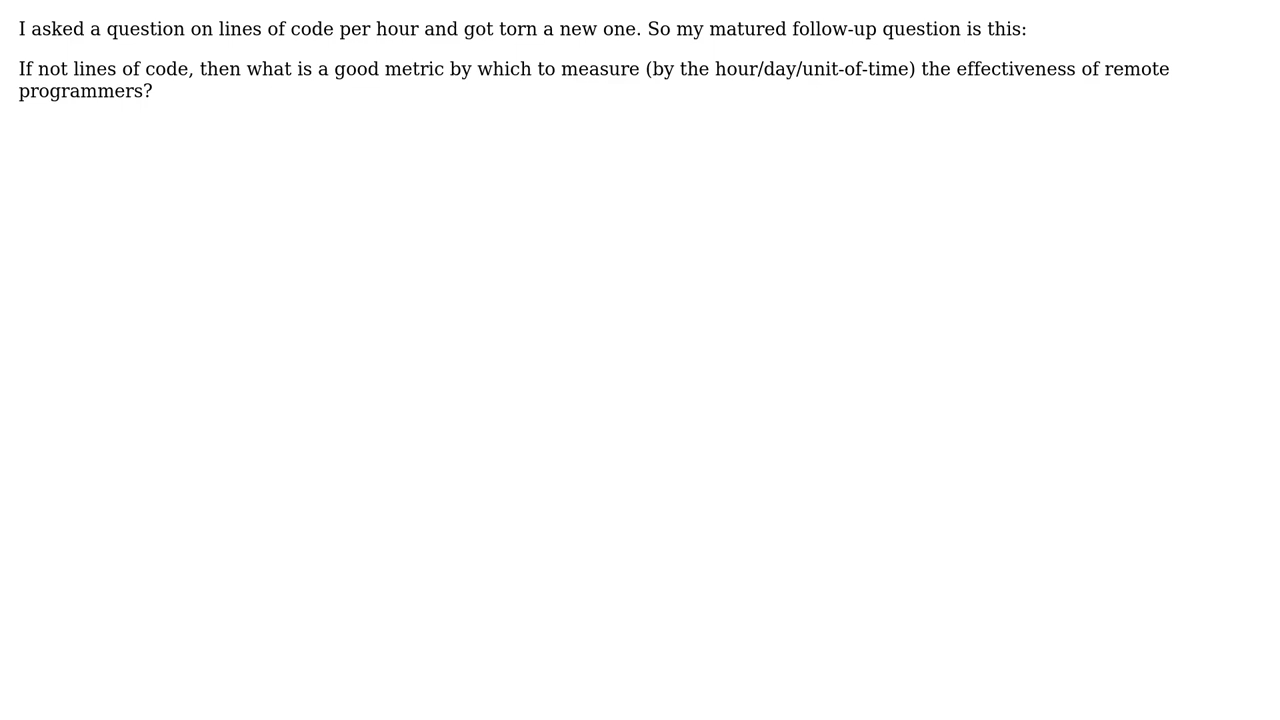 I asked a question on lines of code per hour and got torn a new one. So my matured follow-up question is this:
If not lines of code, then what is a good metric by which to measure (by the hour/day/unit-of-time) the effectiveness of remote
programmers?